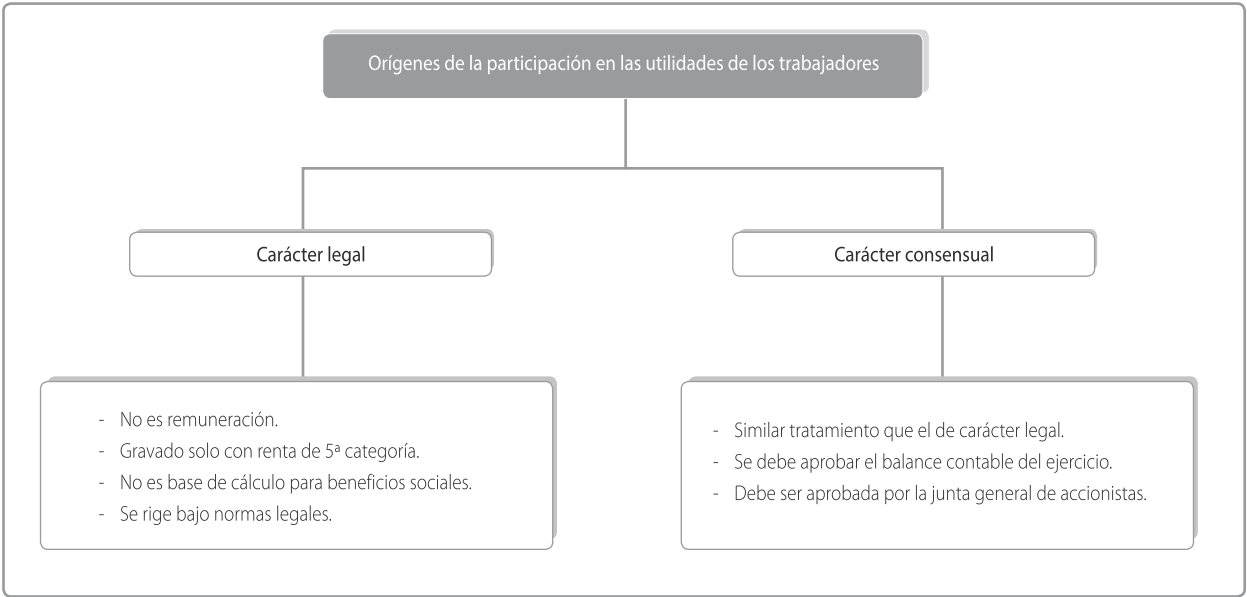 Orígenes de la participación en las utilidades de los trabajadores
Carácter legal
Carácter consensual
- No es remuneración.
- Gravado solo con renta de 5ª categoría.
- No es base de cálculo para beneficios sociales.
- Se rige bajo normas legales.
- Similar tratamiento que el de carácter legal.
- Se debe aprobar el balance contable del ejercicio.
- Debe ser aprobada por la junta general de accionistas.